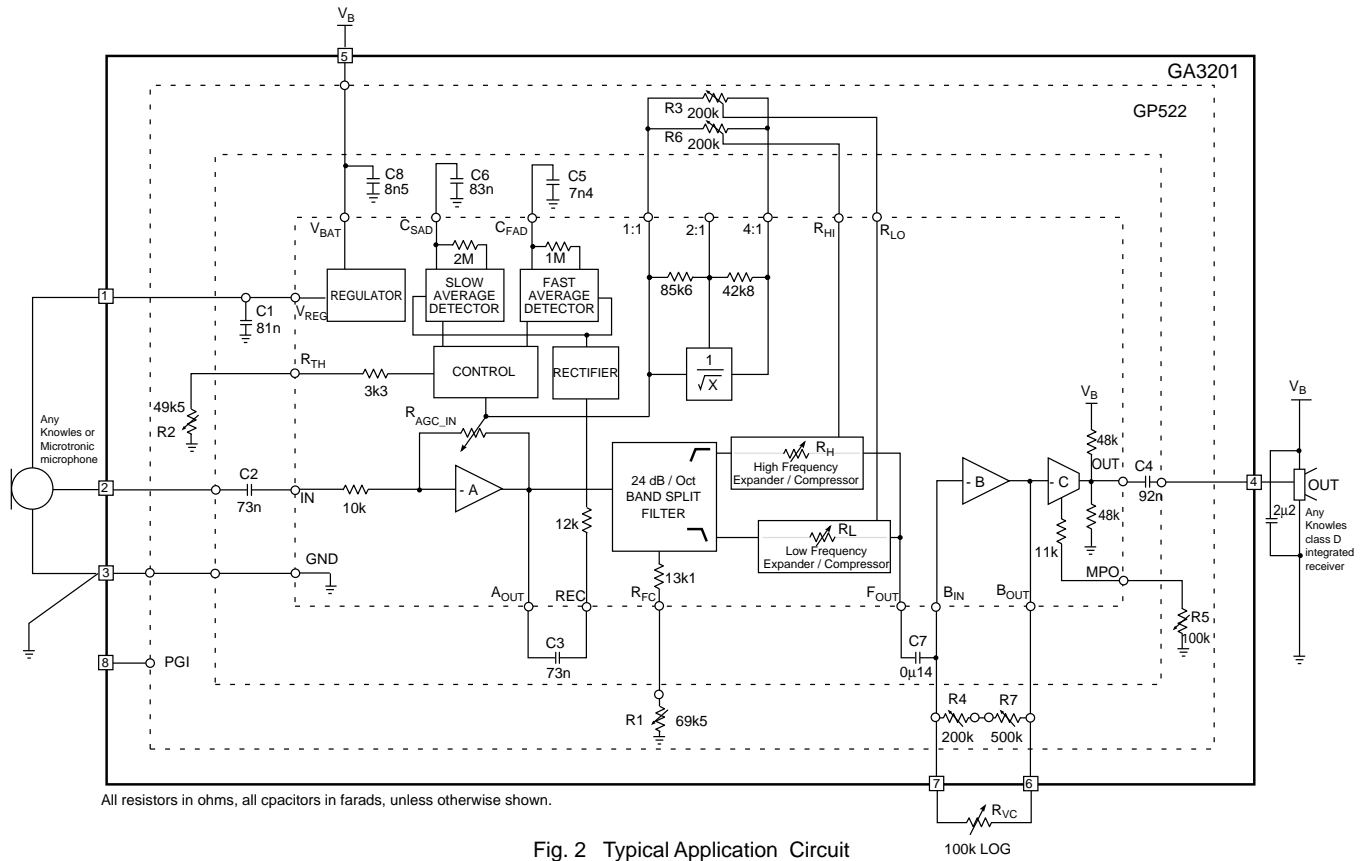 V_B
5
GA3201
GP522
R3
200k
R6
200k
C8
8n5
C6
83n
C5
7n4
V_BAT
C_SAD
C_FAD
1:1
2:1
4:1
R_HI
R_LO
2M
1M
85k6
42k8
REGULATOR
SLOW
AVERAGE
DETECTOR
FAST
AVERAGE
DETECTOR
1
C1
81n
V_REG
R_TH
3k3
CONTROL
RECTIFIER
1
√X
49k5
R2
R_AGC_IN
Any
Knowles or
Microtronic
microphone
2
C2
73n
IN
10k
- A
12k
24 dB / Oct
BAND SPLIT
FILTER
R_H
High Frequency
Expander / Compressor
R_L
Low Frequency
Expander / Compressor
- B
- C
V_B
48k
OUT
48k
C4
92n
4
V_B
OUT
2µ2
Any
Knowles
class D
integrated
receiver
11k
MPO
R5
100k
3
GND
13k1
A_OUT
REC
R_FC
F_OUT
B_IN
B_OUT
C3
73n
C7
0µ14
8
PGI
R1
69k5
R4
200k
R7
500k
7
6
R_VC
100k LOG
All resistors in ohms, all cpacitors in farads, unless otherwise shown.
Fig. 2 Typical Application Circuit